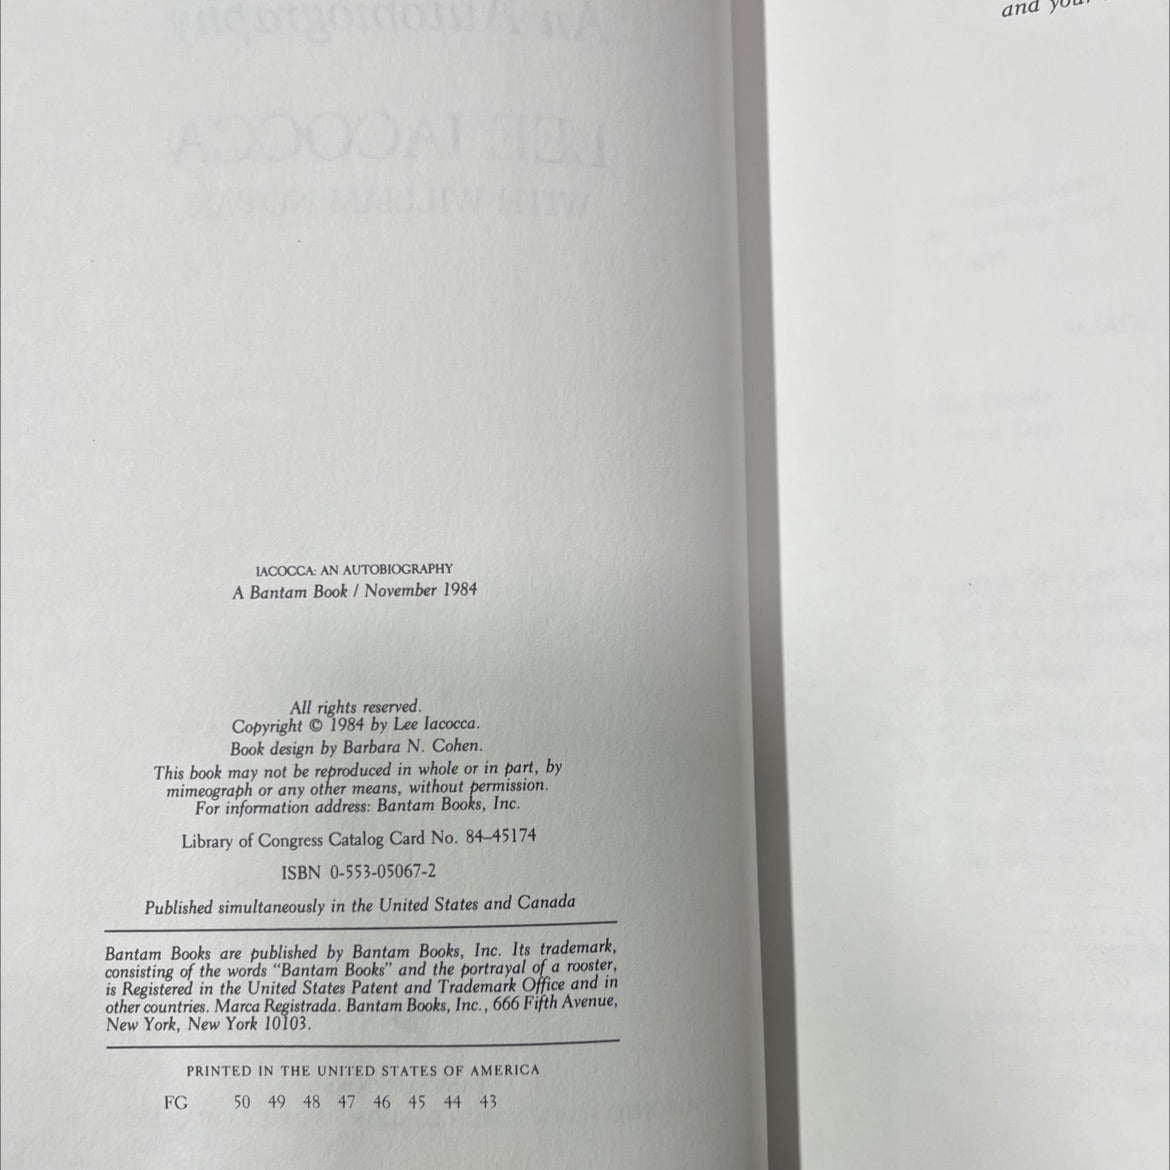 An Autobiography
LEE IACOCCA
WITH WILLIAM
and your
IACOCCA: AN AUTOBIOGRAPHY
A Bantam Book / November 1984
All rights reserved.
Copyright © 1984 by Lee Iacocca.
Book design by Barbara N. Cohen.
This book may not be reproduced in whole or in part, by
mimeograph or any other means, without permission.
For information address: Bantam Books, Inc.
Library of Congress Catalog Card No. 84–45174
ISBN 0-553-05067-2
Published simultaneously in the United States and Canada
Bantam Books are published by Bantam Books, Inc. Its trademark,
consisting of the words “Bantam Books” and the portrayal of a rooster,
is Registered in the United States Patent and Trademark Office and in
other countries. Marca Registrada. Bantam Books, Inc., 666 Fifth Avenue,
New York, New York 10103.
PRINTED IN THE UNITED STATES OF AMERICA
FG 50 49 48 47 46 45 44 43